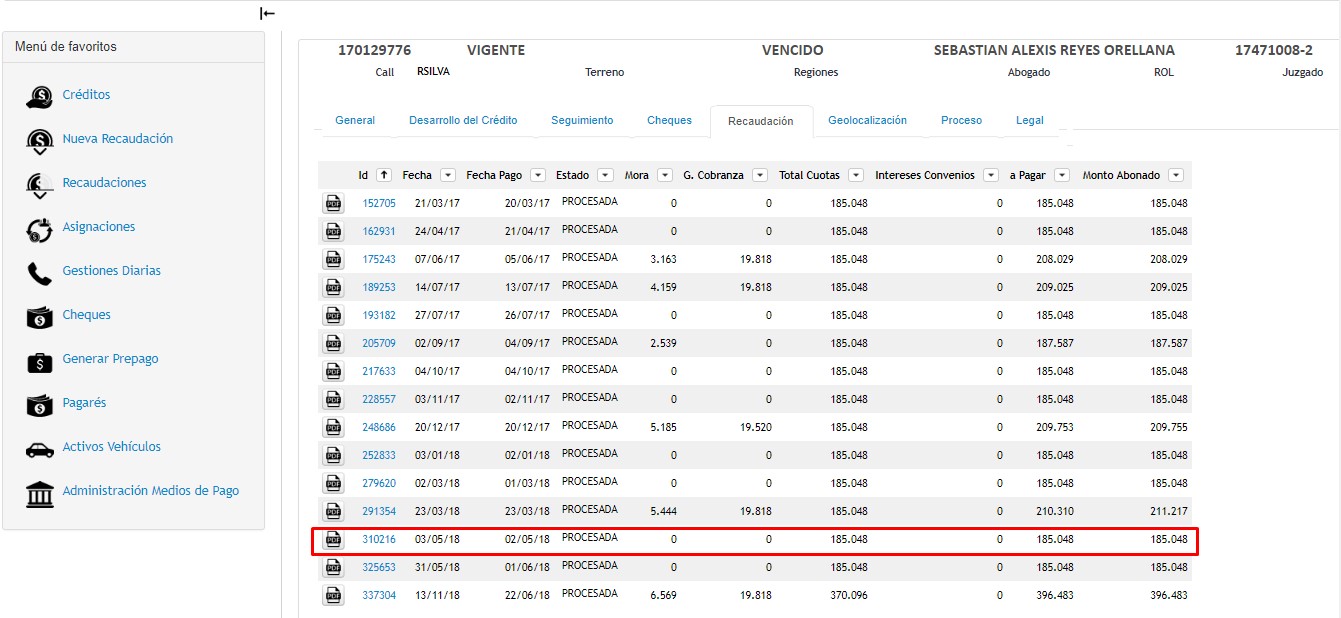 Menú de favoritos
Créditos
Nueva Recaudación
Recaudaciones
Asignaciones
Gestiones Diarias
Cheques
Generar Prepago
Pagarés
Activos Vehículos
Administración Medios de Pago
170129776 VIGENTE VENCIDO SEBASTIAN ALEXIS REYES ORELLANA 17471008-2
Call RSILVA Terreno Regiones Abogado ROL Juzgado
General Desarrollo del Crédito Seguimiento Cheques Recaudación Geolocalización Proceso Legal
Id Fecha Fecha Pago Estado Mora G. Cobranza Total Cuotas Intereses Convenios a Pagar Monto Abonado
PDF 152705 21/03/17 20/03/17 PROCESADA 0 0 185.048 0 185.048 185.048
PDF 162931 24/04/17 21/04/17 PROCESADA 0 0 185.048 0 185.048 185.048
PDF 175243 07/06/17 05/06/17 PROCESADA 3.163 19.818 185.048 0 208.029 208.029
PDF 189253 14/07/17 13/07/17 PROCESADA 4.159 19.818 185.048 0 209.025 209.025
PDF 193182 27/07/17 26/07/17 PROCESADA 0 0 185.048 0 185.048 185.048
PDF 205709 02/09/17 04/09/17 PROCESADA 2.539 0 185.048 0 187.587 187.587
PDF 217633 04/10/17 04/10/17 PROCESADA 0 0 185.048 0 185.048 185.048
PDF 228557 03/11/17 02/11/17 PROCESADA 0 0 185.048 0 185.048 185.048
PDF 248686 20/12/17 20/12/17 PROCESADA 5.185 19.520 185.048 0 209.753 209.755
PDF 252833 03/01/18 02/01/18 PROCESADA 0 0 185.048 0 185.048 185.048
PDF 279620 02/03/18 01/03/18 PROCESADA 0 0 185.048 0 185.048 185.048
PDF 291354 23/03/18 23/03/18 PROCESADA 5.444 19.818 185.048 0 210.310 211.217
PDF 310216 03/05/18 02/05/18 PROCESADA 0 0 185.048 0 185.048 185.048
PDF 325653 31/05/18 01/06/18 PROCESADA 0 0 185.048 0 185.048 185.048
PDF 337304 13/11/18 22/06/18 PROCESADA 6.569 19.818 370.096 0 396.483 396.483